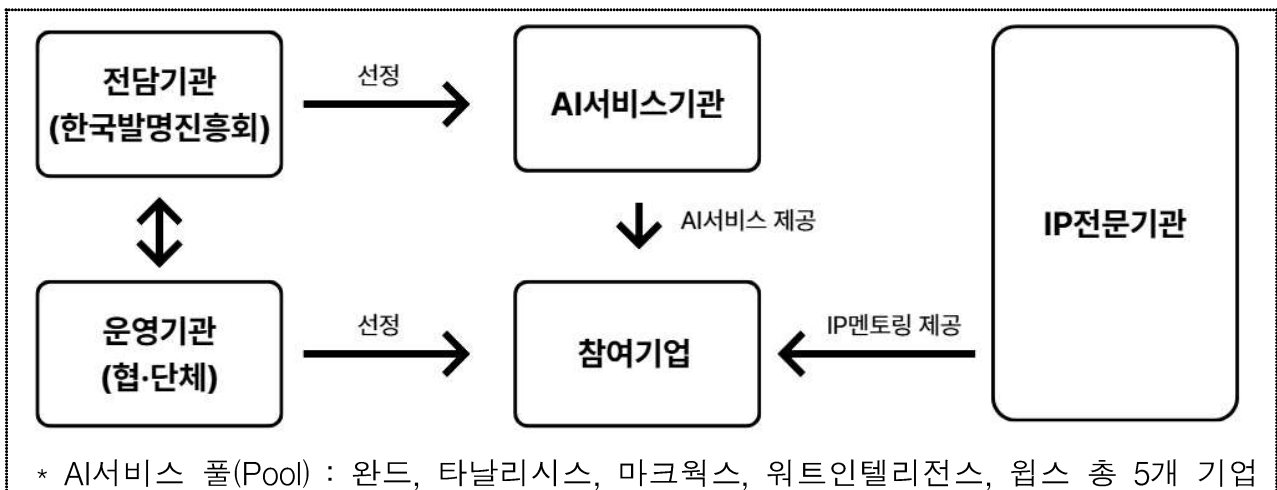 전담기관
(한국발명진흥회)
선정
AI서비스기관
AI서비스 제공
IP전문기관
운영기관
(협·단체)
선정
참여기업
IP멘토링 제공
* AI서비스 풀(Pool) : 완드, 타날리시스, 마크웍스, 워트인텔리전스, 윕스 총 5개 기업